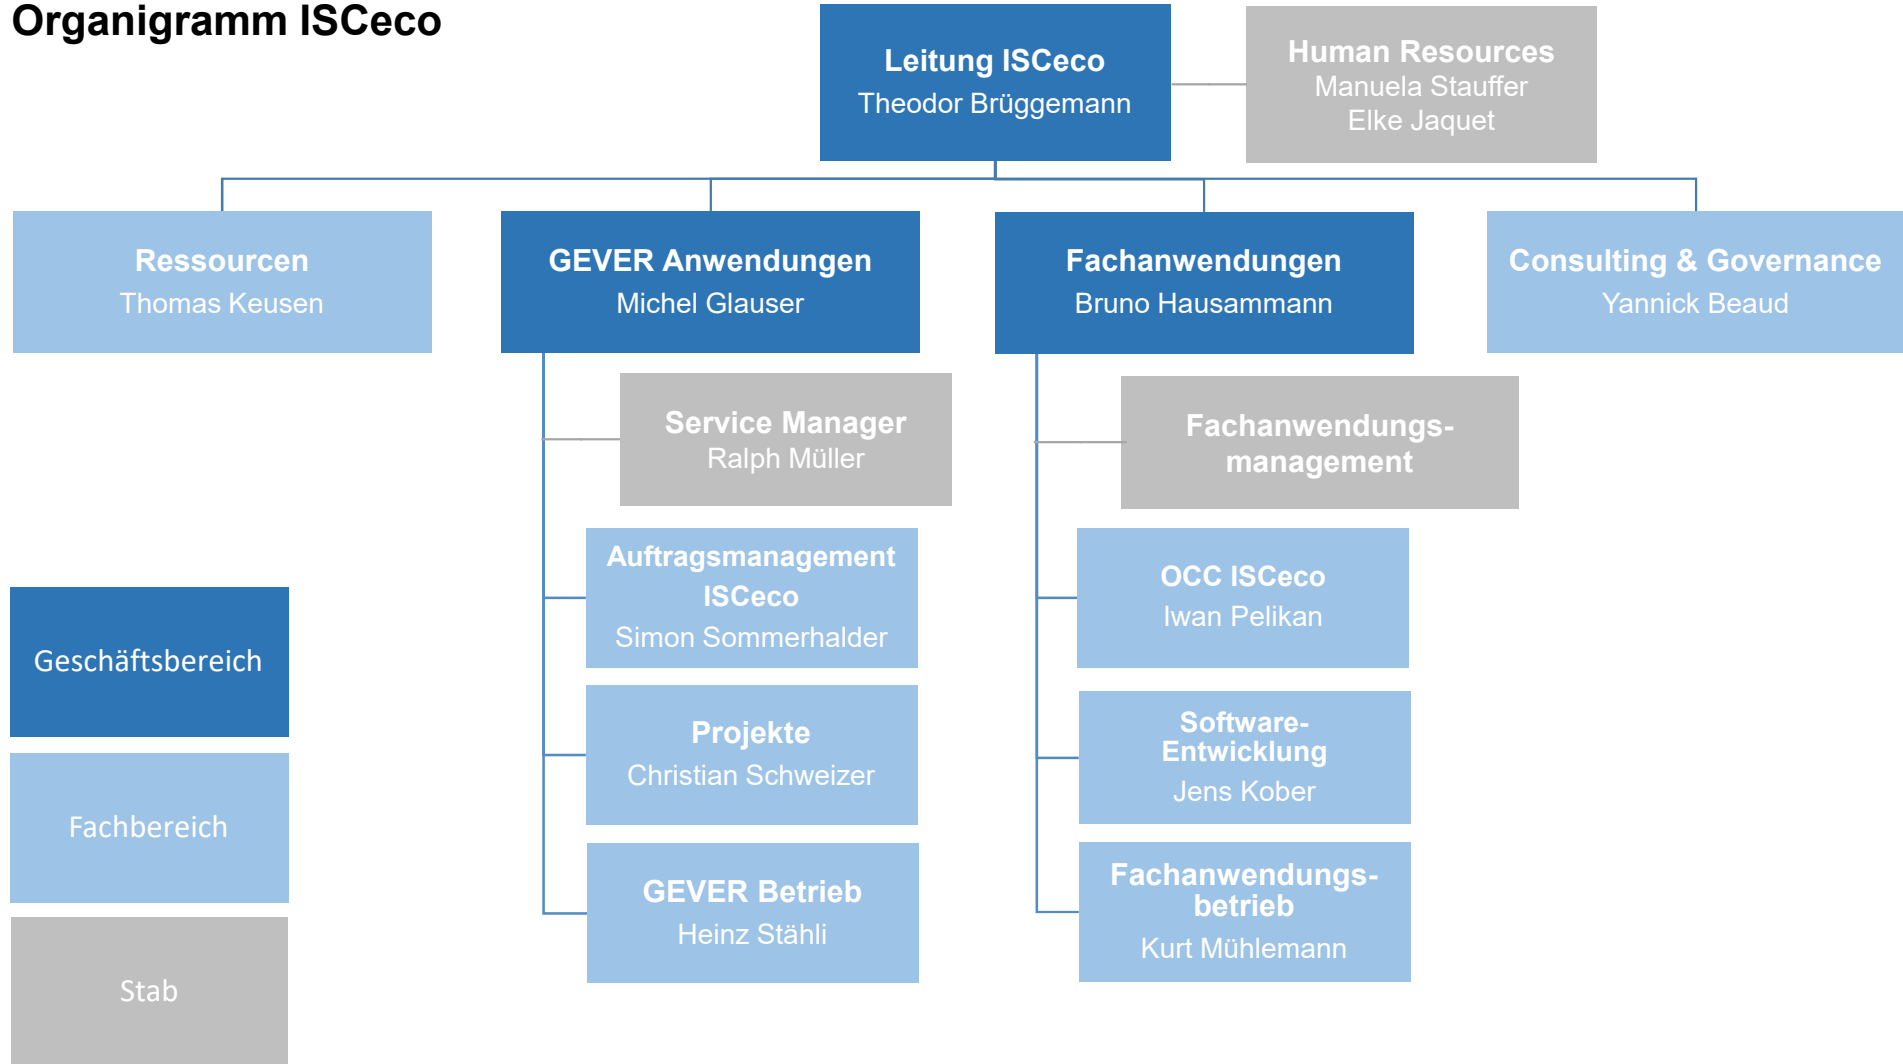 Organigramm ISCeco
Leitung ISCeco
Theodor Brüggemann
Human Resources
Manuela Stauffer
Elke Jaquet
Ressourcen
Thomas Keusen
GEVER Anwendungen
Michel Glauser
Fachanwendungen
Bruno Hausammann
Consulting & Governance
Yannick Beaud
Service Manager
Ralph Müller
Fachanwendungs-
management
Auftragsmanagement
ISCeco
Simon Sommerhalder
OCC ISCeco
Iwan Pelikan
Projekte
Christian Schweizer
Software-
Entwicklung
Jens Kober
GEVER Betrieb
Heinz Stähli
Fachanwendungs-
betrieb
Kurt Mühlemann
Geschäftsbereich
Fachbereich
Stab